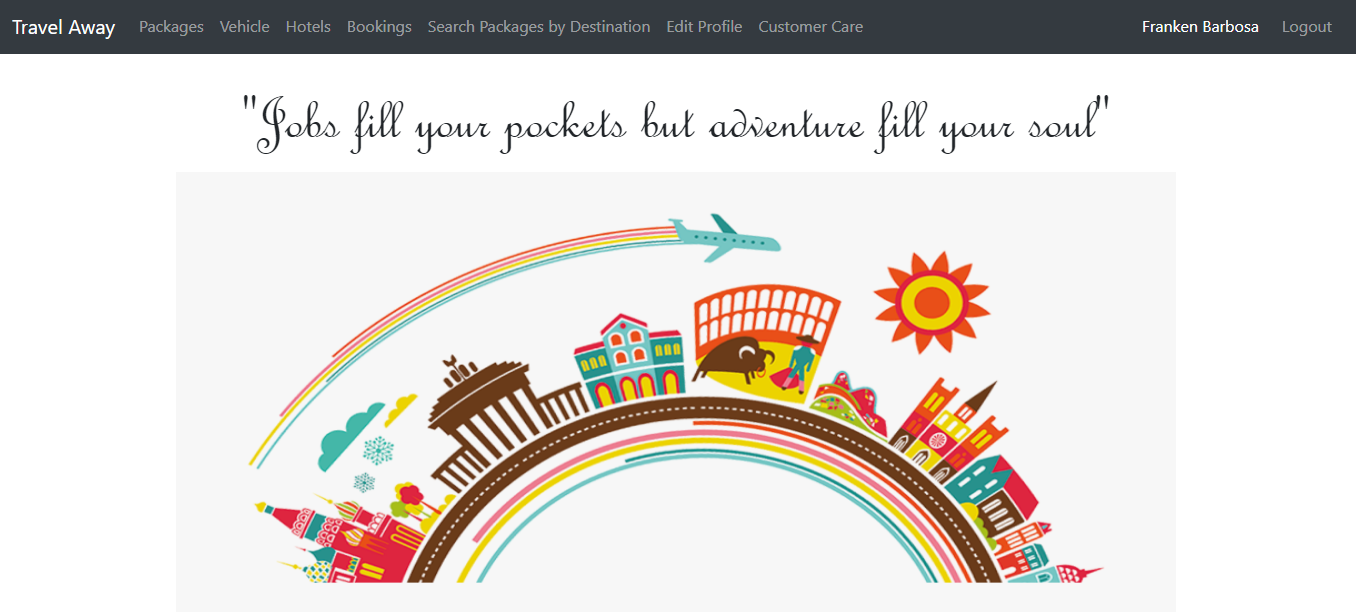 Travel Away Packages Vehicle Hotels Bookings Search Packages by Destination Edit Profile Customer Care Franken Barbosa Logout
"Jobs fill your pockets but adventure fill your soul"